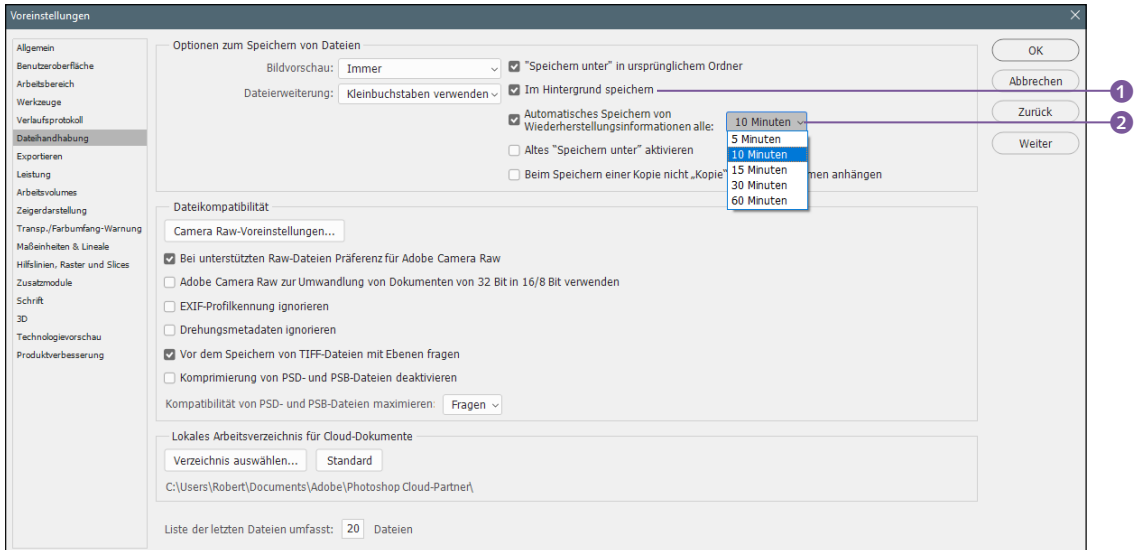 Voreinstellungen
Allgemein
Benutzeroberfläche
Arbeitsbereich
Werkzeuge
Verlaufsprotokoll
Dateihandhabung
Exportieren
Leistung
Arbeitsvolumes
Zeigerdarstellung
Transp./Farbumfang-Warnung
Maßeinheiten & Lineale
Hilfslinien, Raster und Slices
Zusatzmodule
Schrift
3D
Technologievorschau
Produktverbesserung
Optionen zum Speichern von Dateien
Bildvorschau: Immer
Dateierweiterung: Kleinbuchstaben verwenden
"Speichern unter" in ursprünglichem Ordner
Im Hintergrund speichern
Automatisches Speichern von
Wiederherstellungsinformationen alle: 10 Minuten
5 Minuten
10 Minuten
15 Minuten
30 Minuten
60 Minuten
Altes "Speichern unter" aktivieren
Beim Speichern einer Kopie nicht „Kopie" men anhängen
OK
Abbrechen
Zurück
Weiter
1
2
Dateikompatibilität
Camera Raw-Voreinstellungen...
Bei unterstützten Raw-Dateien Präferenz für Adobe Camera Raw
Adobe Camera Raw zur Umwandlung von Dokumenten von 32 Bit in 16/8 Bit verwenden
EXIF-Profilkennung ignorieren
Drehungsmetadaten ignorieren
Vor dem Speichern von TIFF-Dateien mit Ebenen fragen
Komprimierung von PSD- und PSB-Dateien deaktivieren
Kompatibilität von PSD- und PSB-Dateien maximieren: Fragen
Lokales Arbeitsverzeichnis für Cloud-Dokumente
Verzeichnis auswählen... Standard
C:\Users\Robert\Documents\Adobe\Photoshop Cloud-Partner\
Liste der letzten Dateien umfasst: 20 Dateien